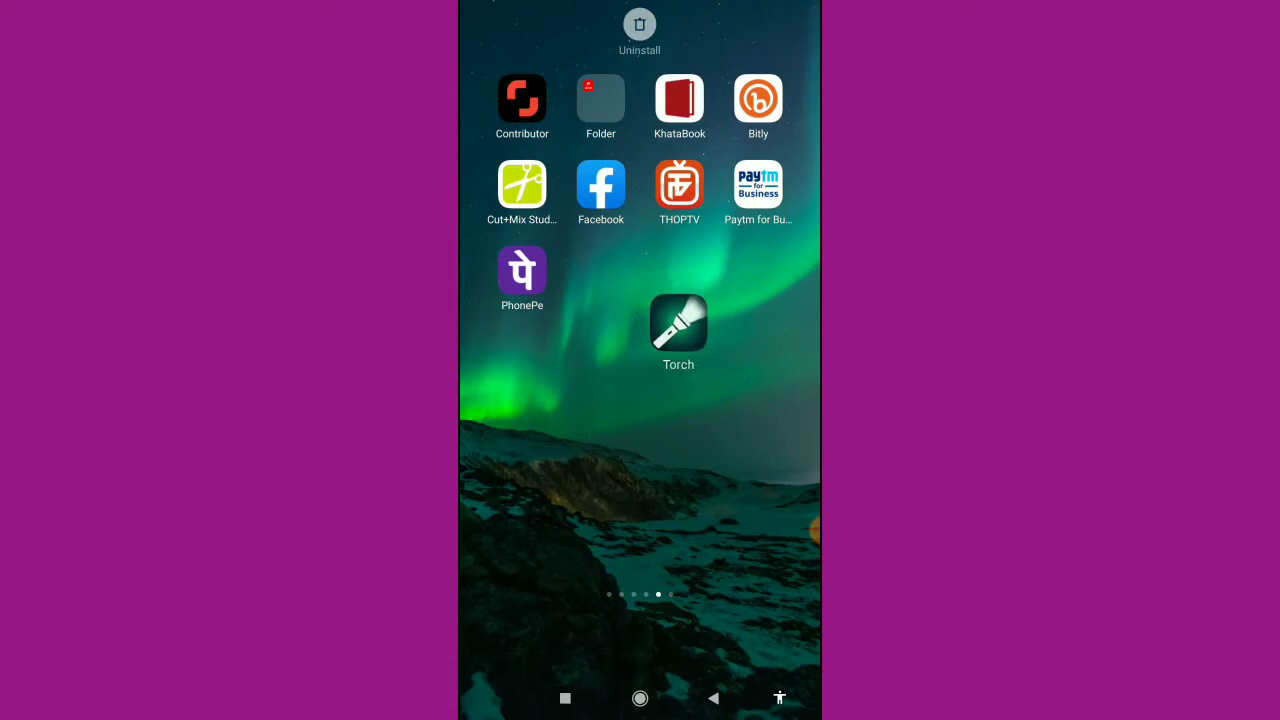 Uninstall
Contributor
Folder
KhataBook
Bitly
Cut+Mix Stud...
Facebook
THOPTV
paytm
for
Business
Paytm for Bu...
पे
PhonePe
Torch